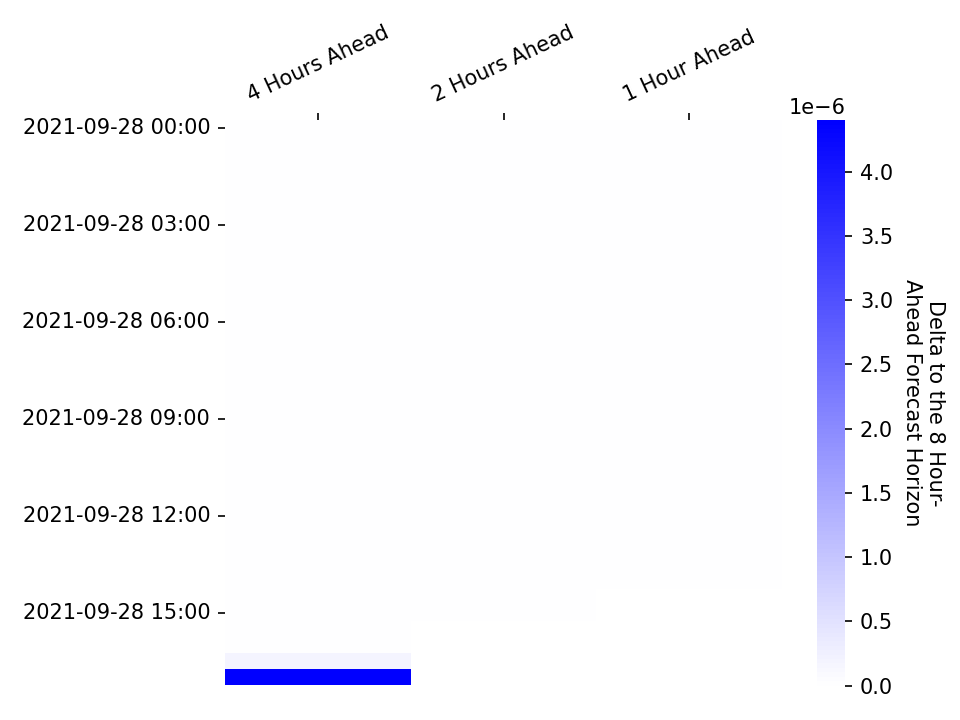 4 Hours Ahead
2 Hours Ahead
1 Hour Ahead
1e−6
2021-09-28 00:00
2021-09-28 03:00
2021-09-28 06:00
2021-09-28 09:00
2021-09-28 12:00
2021-09-28 15:00
4.0
3.5
3.0
2.5
2.0
1.5
1.0
0.5
0.0
Delta to the 8 Hour-
Ahead Forecast Horizon